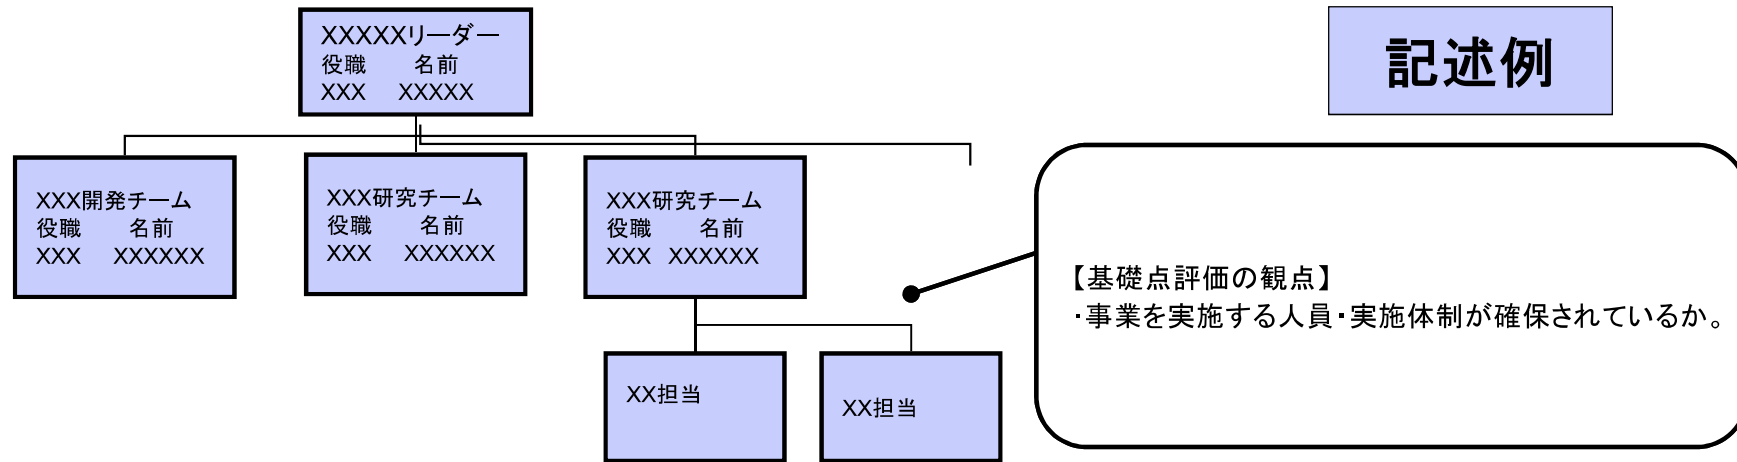 XXXXXリーダー
役職 名前
XXX XXXXX
記述例
XXX開発チーム
役職 名前
XXX XXXXXX
XXX研究チーム
役職 名前
XXX XXXXXX
XXX研究チーム
役職 名前
XXX XXXXXX
【基礎点評価の観点】
・事業を実施する人員・実施体制が確保されているか。
XX担当
XX担当